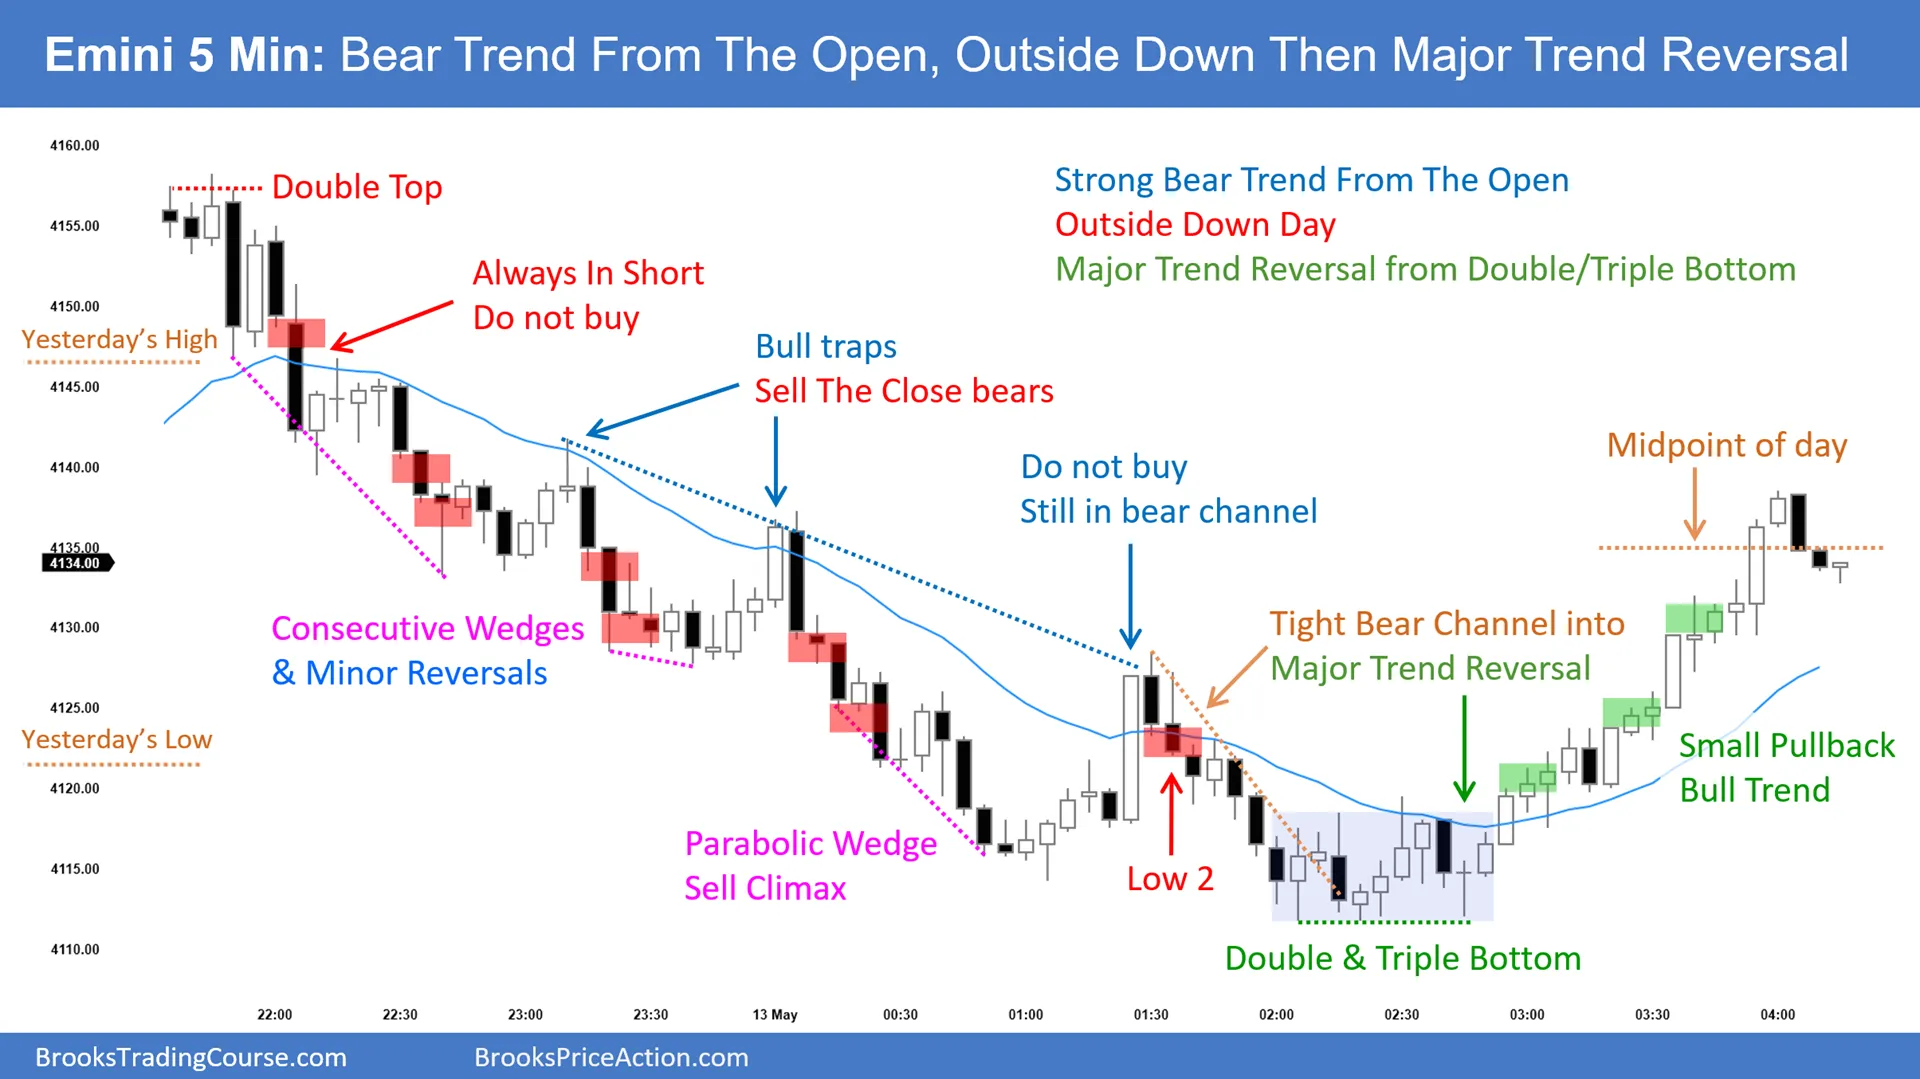 Emini 5 Min: Bear Trend From The Open, Outside Down Then Major Trend Reversal
4160.00
4155.00
4150.00
4145.00
4140.00
4135.00
4134.00
4130.00
4125.00
4120.00
4115.00
4110.00
Double Top
Strong Bear Trend From The Open
Outside Down Day
Major Trend Reversal from Double/Triple Bottom
Always In Short
Do not buy
Yesterday's High
Bull traps
Sell The Close bears
Do not buy
Still in bear channel
Midpoint of day
Consecutive Wedges
& Minor Reversals
Tight Bear Channel into
Major Trend Reversal
Yesterday's Low
Small Pullback
Bull Trend
Parabolic Wedge
Sell Climax
Low 2
Double & Triple Bottom
22:00
22:30
23:00
23:30
13 May
00:30
01:00
01:30
02:00
02:30
03:00
03:30
04:00
BrooksTradingCourse.com
BrooksPriceAction.com